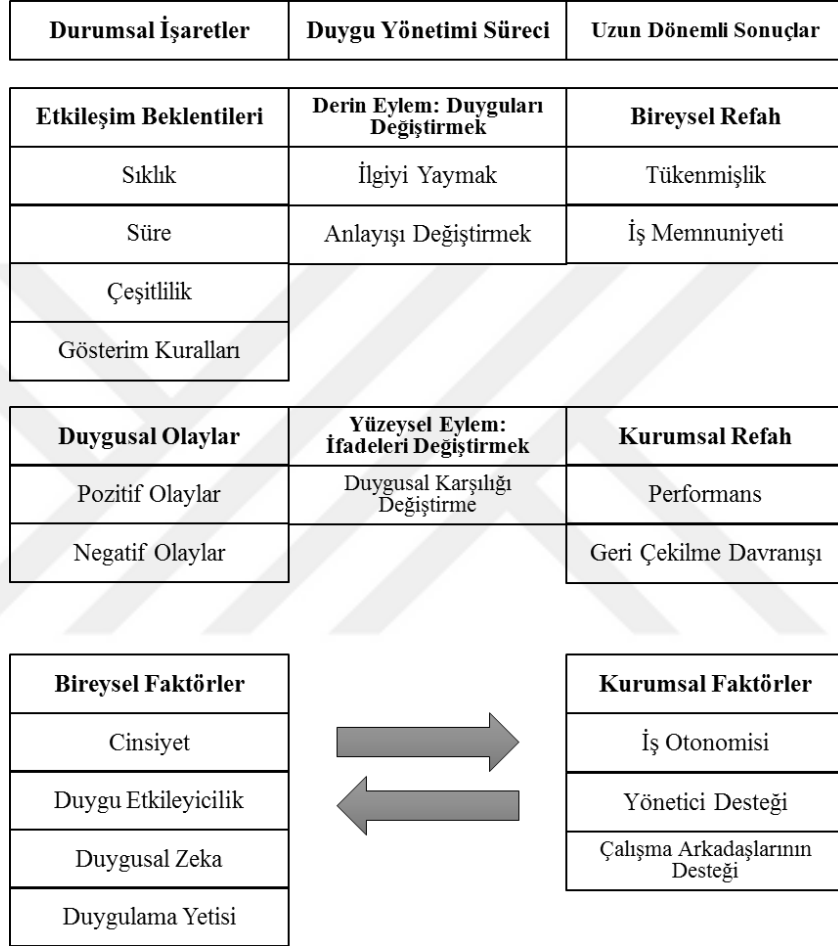 Durumsal İşaretler
Duygu Yönetimi Süreci
Uzun Dönemli Sonuçlar
Etkileşim Beklentileri
Derin Eylem: Duyguları
Değiştirmek
Bireysel Refah
Sıklık
İlgiyi Yaymak
Tükenmişlik
Süre
Anlayışı Değiştirmek
İş Memnuniyeti
Çeşitlilik
Gösterim Kuralları
Duygusal Olaylar
Yüzeysel Eylem:
İfadeleri Değiştirmek
Kurumsal Refah
Pozitif Olaylar
Duygusal Karşılığı
Değiştirme
Performans
Negatif Olaylar
Geri Çekilme Davranışı
Bireysel Faktörler
Kurumsal Faktörler
Cinsiyet
İş Otonomisi
Duygu Etkileyicilik
Yönetici Desteği
Duygusal Zeka
Çalışma Arkadaşlarının
Desteği
Duygulama Yetisi